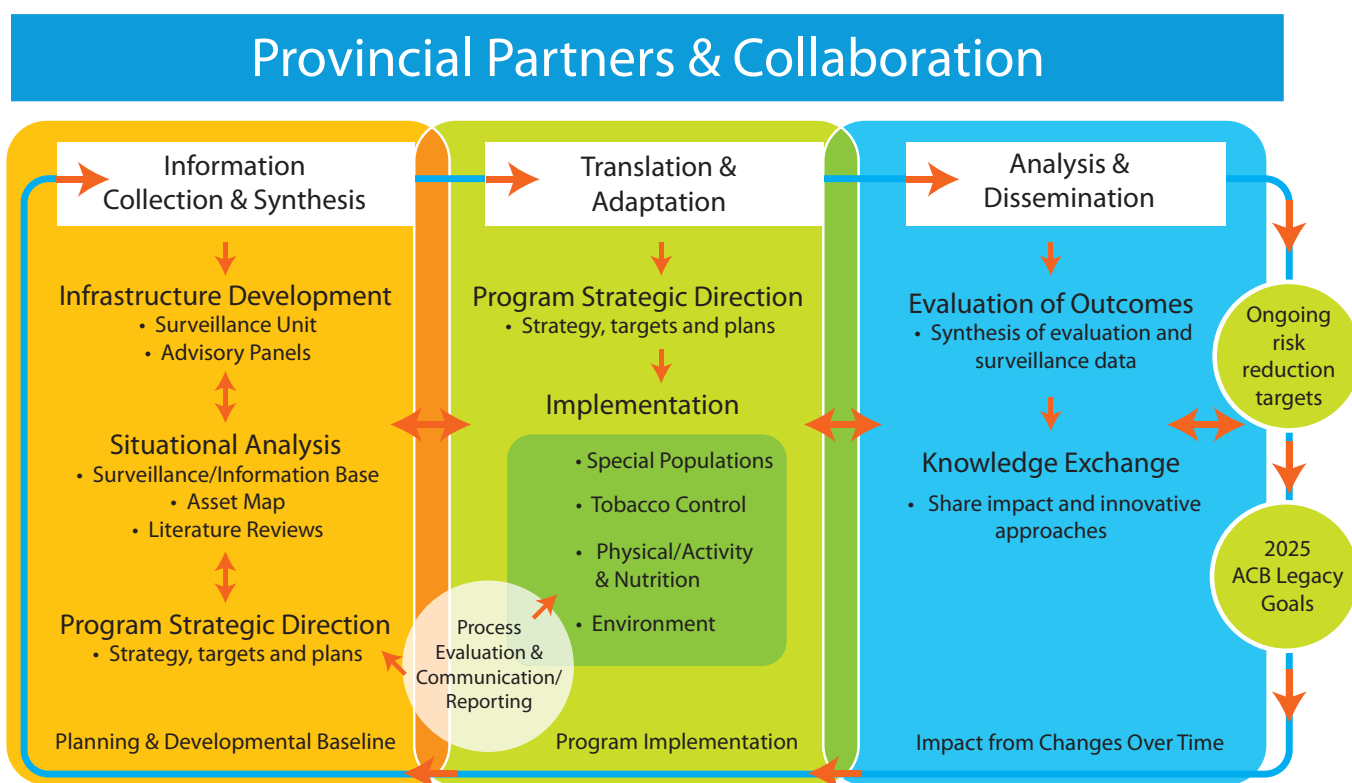 Provincial Partners & Collaboration
Information
Collection & Synthesis
Infrastructure Development
• Surveillance Unit
• Advisory Panels
Situational Analysis
• Surveillance/Information Base
• Asset Map
• Literature Reviews
Program Strategic Direction
• Strategy, targets and plans
Planning & Developmental Baseline
Process
Evaluation &
Communication/
Reporting
Translation &
Adaptation
Program Strategic Direction
• Strategy, targets and plans
Implementation
• Special Populations
• Tobacco Control
• Physical/Activity
& Nutrition
• Environment
Program Implementation
Analysis &
Dissemination
Evaluation of Outcomes
• Synthesis of evaluation and
surveillance data
Knowledge Exchange
• Share impact and innovative
approaches
Impact from Changes Over Time
Ongoing
risk
reduction
targets
2025
ACB Legacy
Goals